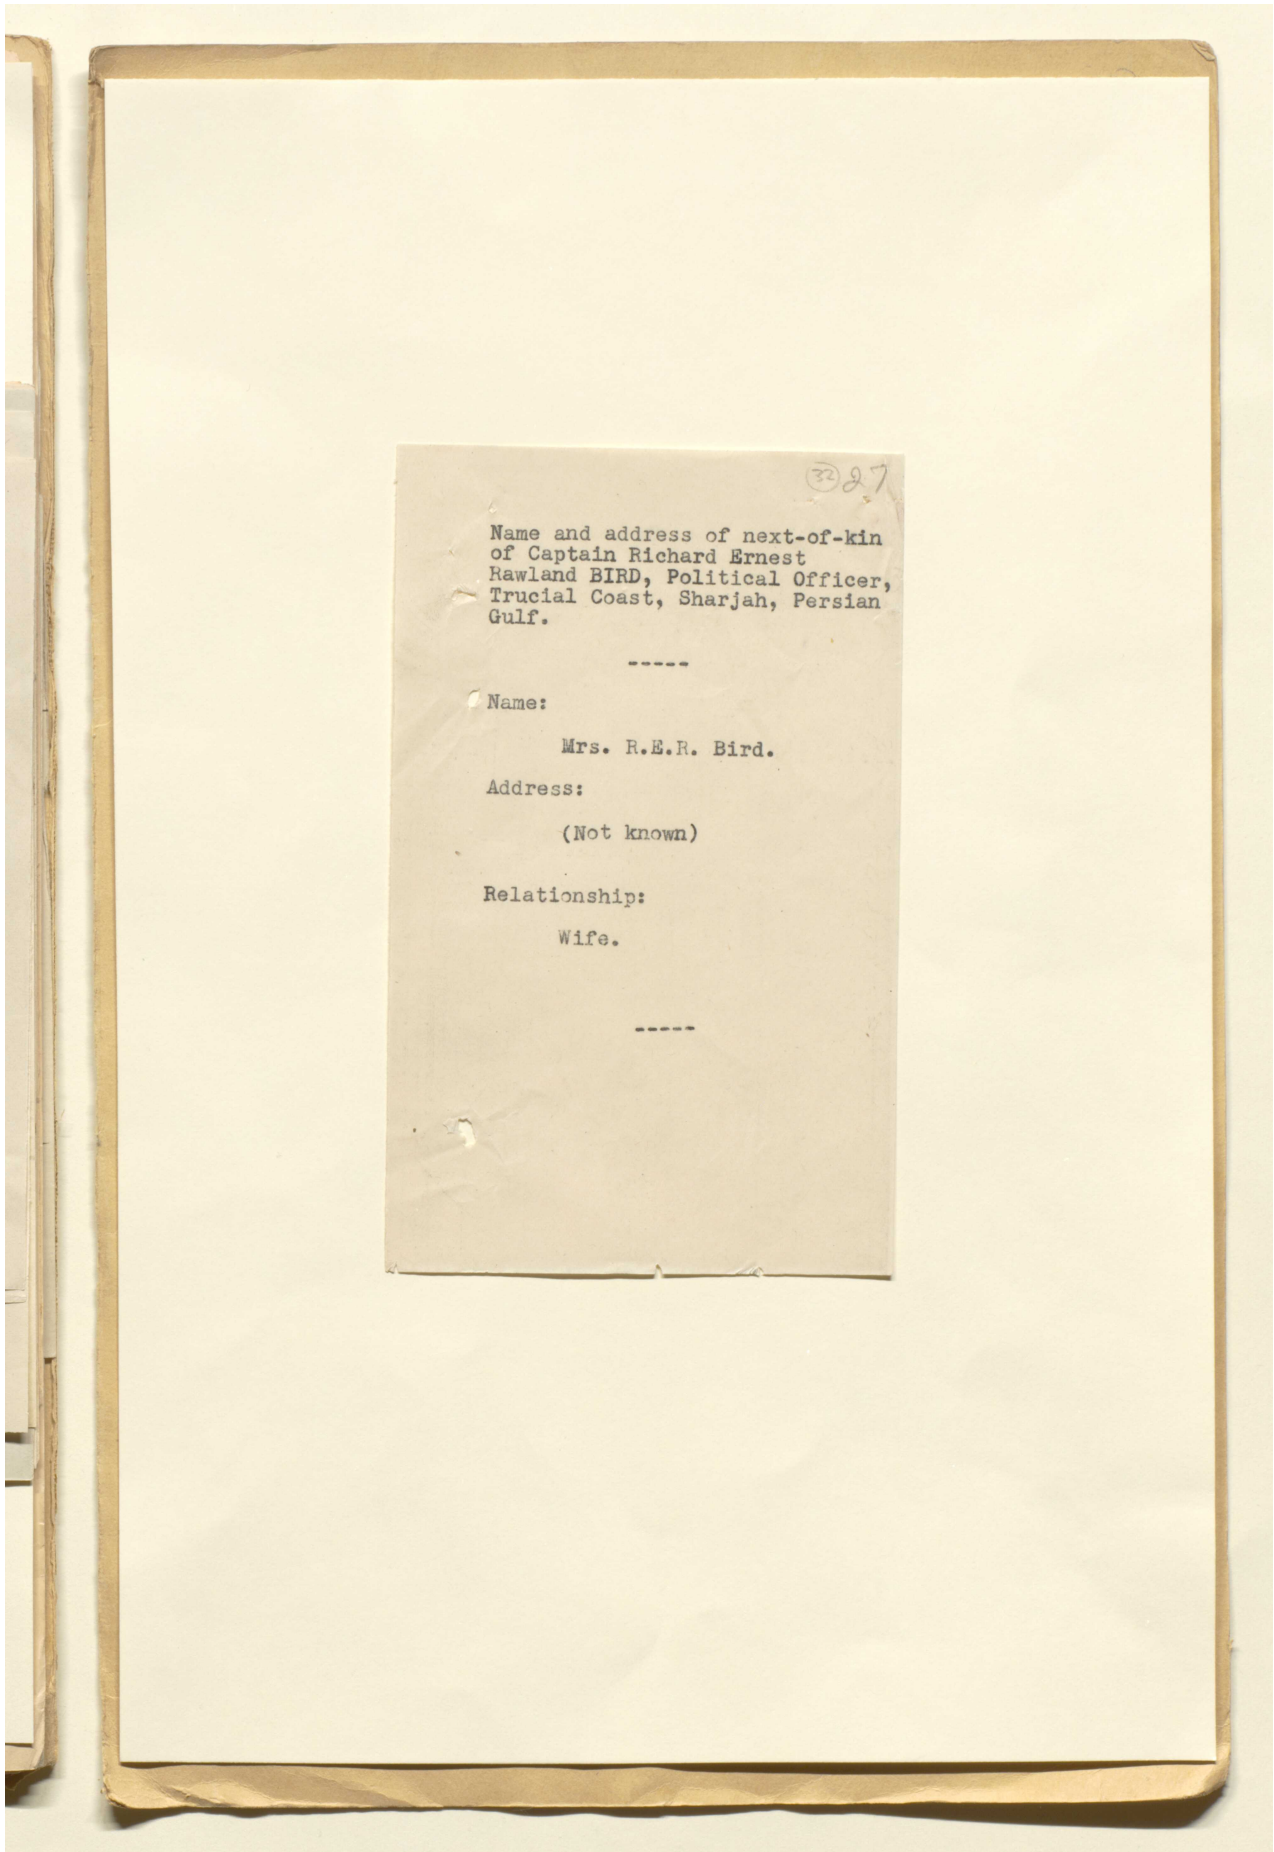 32 27
Name and address of next-of-kin
of Captain Richard Ernest
Rawland BIRD, Political Officer,
Trucial Coast, Sharjah, Persian
Gulf.
-----
Name:
Mrs. R.E.R. Bird.
Address:
(Not known)
Relationship:
Wife.
-----